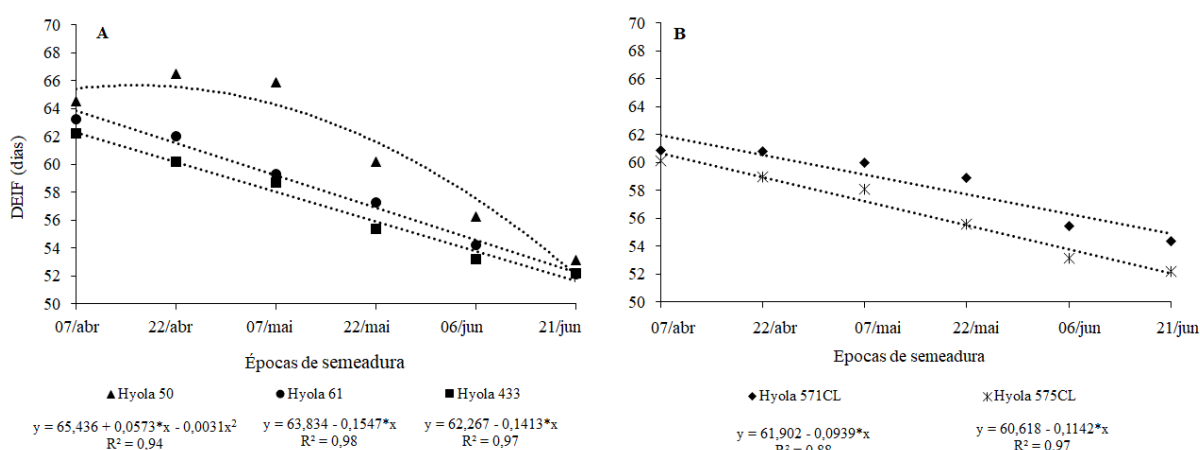 A
DEIF (días)
70
68
66
64
62
60
58
56
54
52
50
07/abr 22/abr 07/mai 22/mai 06/jun 21/jun
Épocas de semeadura
Hyola 50 Hyola 61 Hyola 433
y = 65,436 + 0,0573*x - 0,0031x² y = 63,834 - 0,1547*x y = 62,267 - 0,1413*x
R² = 0,94 R² = 0,98 R² = 0,97
B
70
68
66
64
62
60
58
56
54
52
50
07/abr 22/abr 07/mai 22/mai 06/jun 21/jun
Epocas de semeadura
Hyola 571CL Hyola 575CL
y = 61,902 - 0,0939*x y = 60,618 - 0,1142*x
R² = 0,88 R² = 0,97